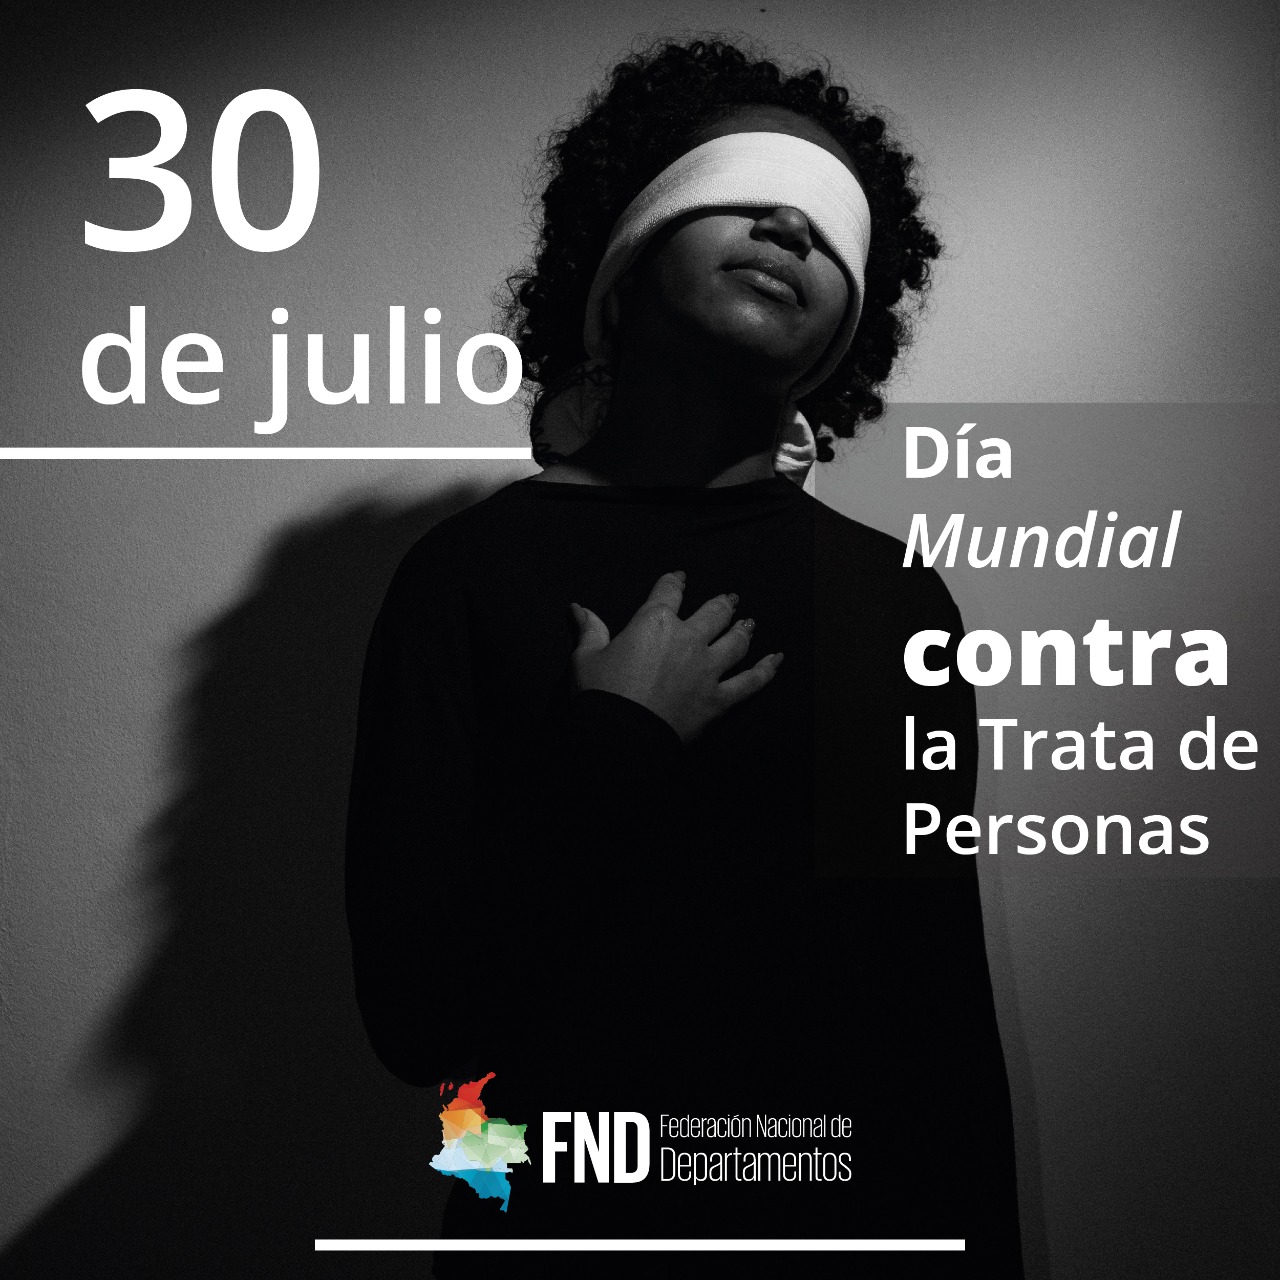 30
de julio
Día
Mundial
contra
la Trata de
Personas
FND
Federación Nacional de
Departamentos